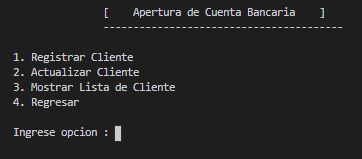 [    Apertura de Cuenta Bancaria    ]
----------------------------------------
1. Registrar Cliente
2. Actualizar Cliente
3. Mostrar Lista de Cliente
4. Regresar
Ingrese opcion :